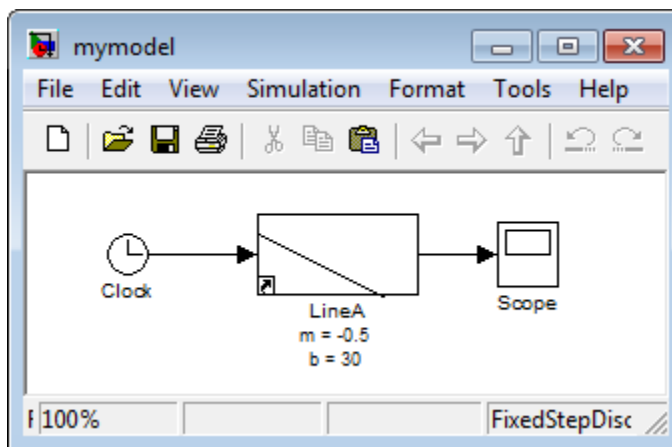 mymodel
File Edit View Simulation Format Tools Help
Clock
LineA
m = -0.5
b = 30
Scope
100%
FixedStepDisc